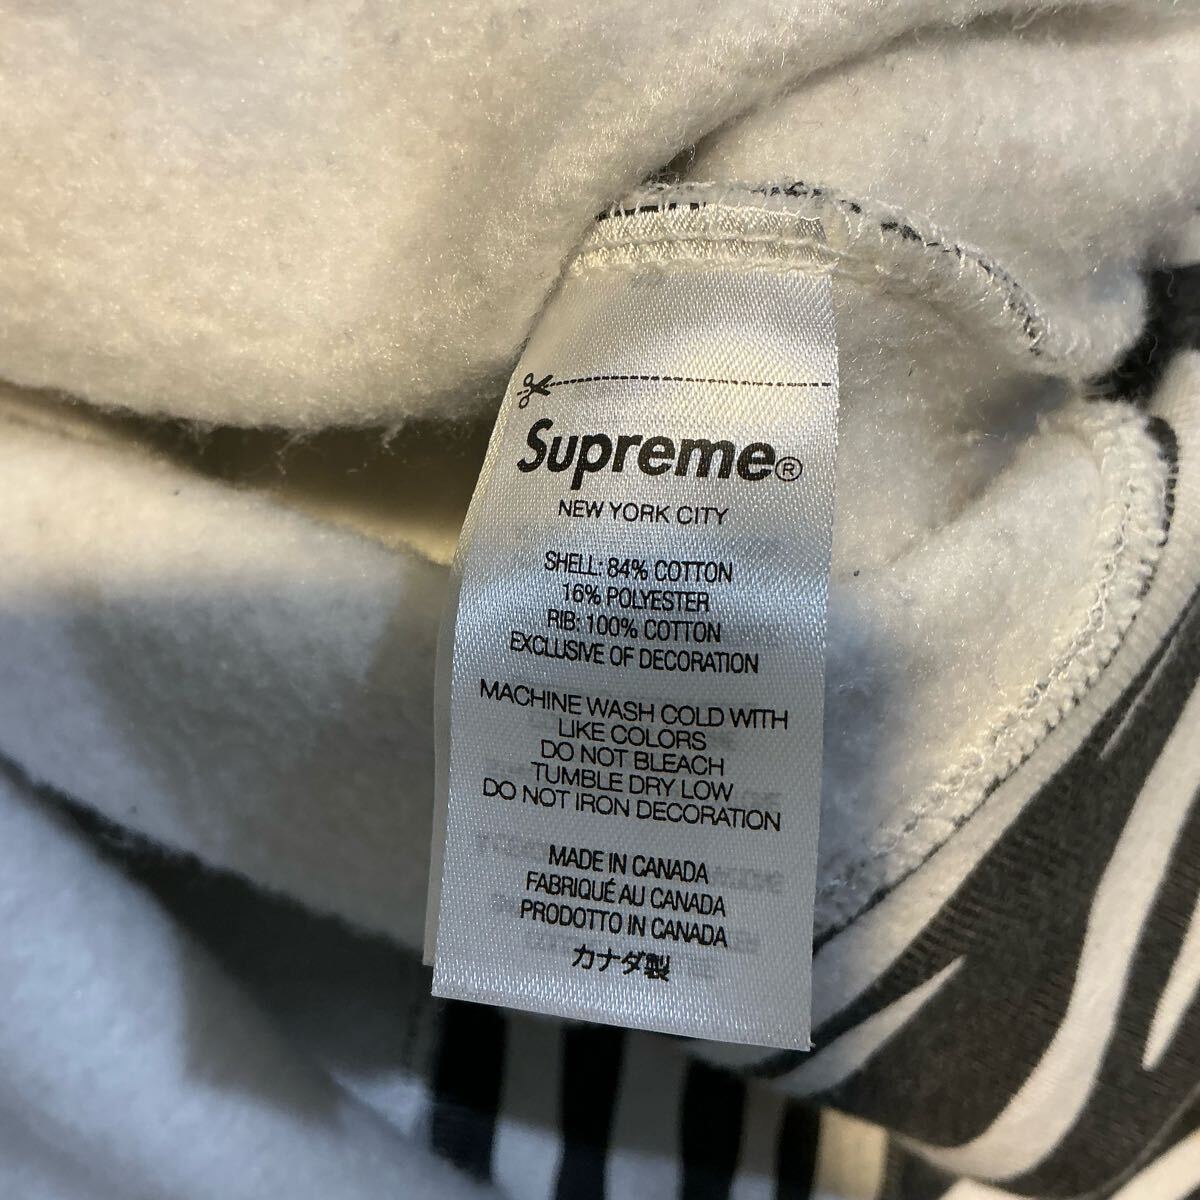 Supreme®
NEW YORK CITY
SHELL: 84% COTTON
16% POLYESTER
RIB: 100% COTTON
EXCLUSIVE OF DECORATION
MACHINE WASH COLD WITH
LIKE COLORS
DO NOT BLEACH
TUMBLE DRY LOW
DO NOT IRON DECORATION
MADE IN CANADA
FABRIQUÉ AU CANADA
PRODOTTO IN CANADA
カナダ製